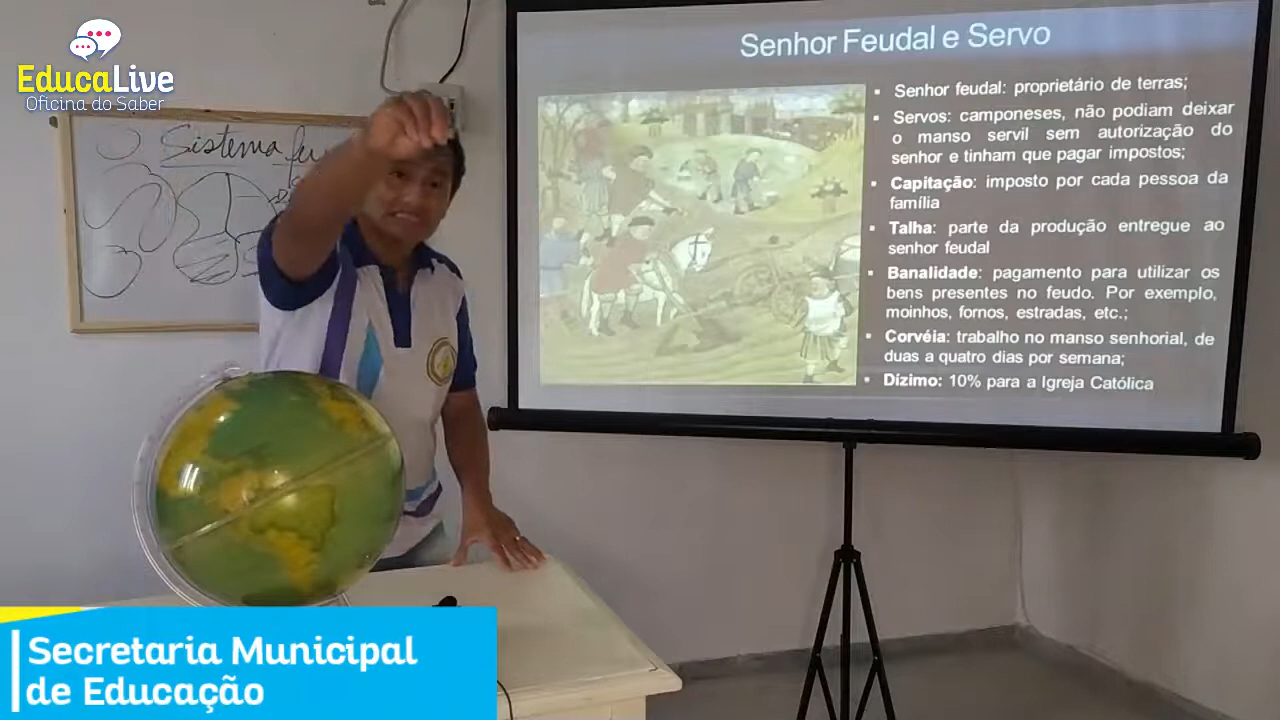 EducaLive
Oficina do Saber
Sistema
Senhor Feudal e Servo
▪ Senhor feudal: proprietário de terras;
▪ Servos: camponeses, não podiam deixar
o manso servil sem autorização do
senhor e tinham que pagar impostos;
▪ Capitação: imposto por cada pessoa da
família
▪ Talha: parte da produção entregue ao
senhor feudal
▪ Banalidade: pagamento para utilizar os
bens presentes no feudo. Por exemplo,
moinhos, fornos, estradas, etc.;
▪ Corvéia: trabalho no manso senhorial, de
duas a quatro dias por semana;
▪ Dízimo: 10% para a Igreja Católica
Secretaria Municipal
de Educação